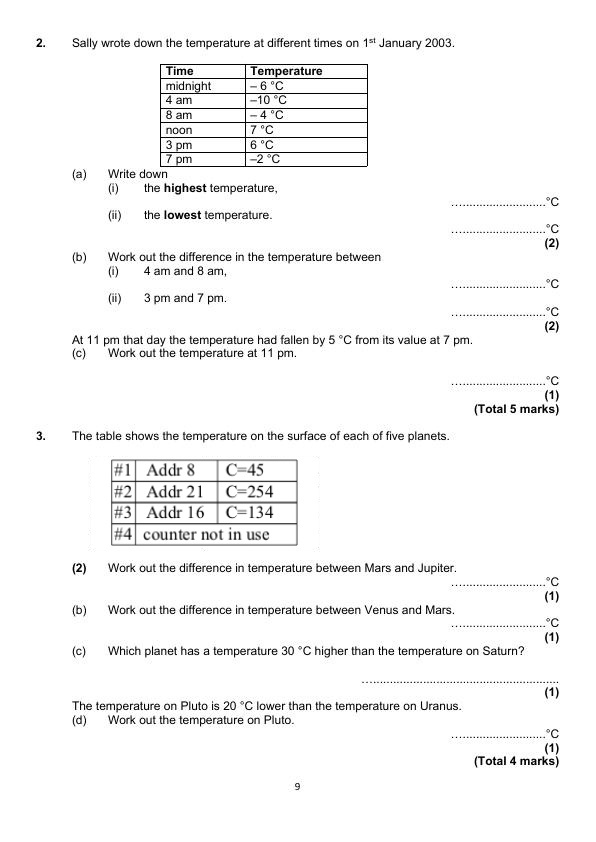 2. Sally wrote down the temperature at different times on 1st January 2003.
Time Temperature
midnight – 6 °C
4 am –10 °C
8 am – 4 °C
noon 7 °C
3 pm 6 °C
7 pm –2 °C
(a) Write down
(i) the highest temperature,
…..........................°C
(ii) the lowest temperature.
…..........................°C
(2)
(b) Work out the difference in the temperature between
(i) 4 am and 8 am,
…..........................°C
(ii) 3 pm and 7 pm.
…..........................°C
(2)
At 11 pm that day the temperature had fallen by 5 °C from its value at 7 pm.
(c) Work out the temperature at 11 pm.
…..........................°C
(1)
(Total 5 marks)
3. The table shows the temperature on the surface of each of five planets.
#1 Addr 8 C=45
#2 Addr 21 C=254
#3 Addr 16 C=134
#4 counter not in use
(2) Work out the difference in temperature between Mars and Jupiter.
…..........................°C
(1)
(b) Work out the difference in temperature between Venus and Mars.
…..........................°C
(1)
(c) Which planet has a temperature 30 °C higher than the temperature on Saturn?
…........................................................
(1)
The temperature on Pluto is 20 °C lower than the temperature on Uranus.
(d) Work out the temperature on Pluto.
…..........................°C
(1)
(Total 4 marks)
9